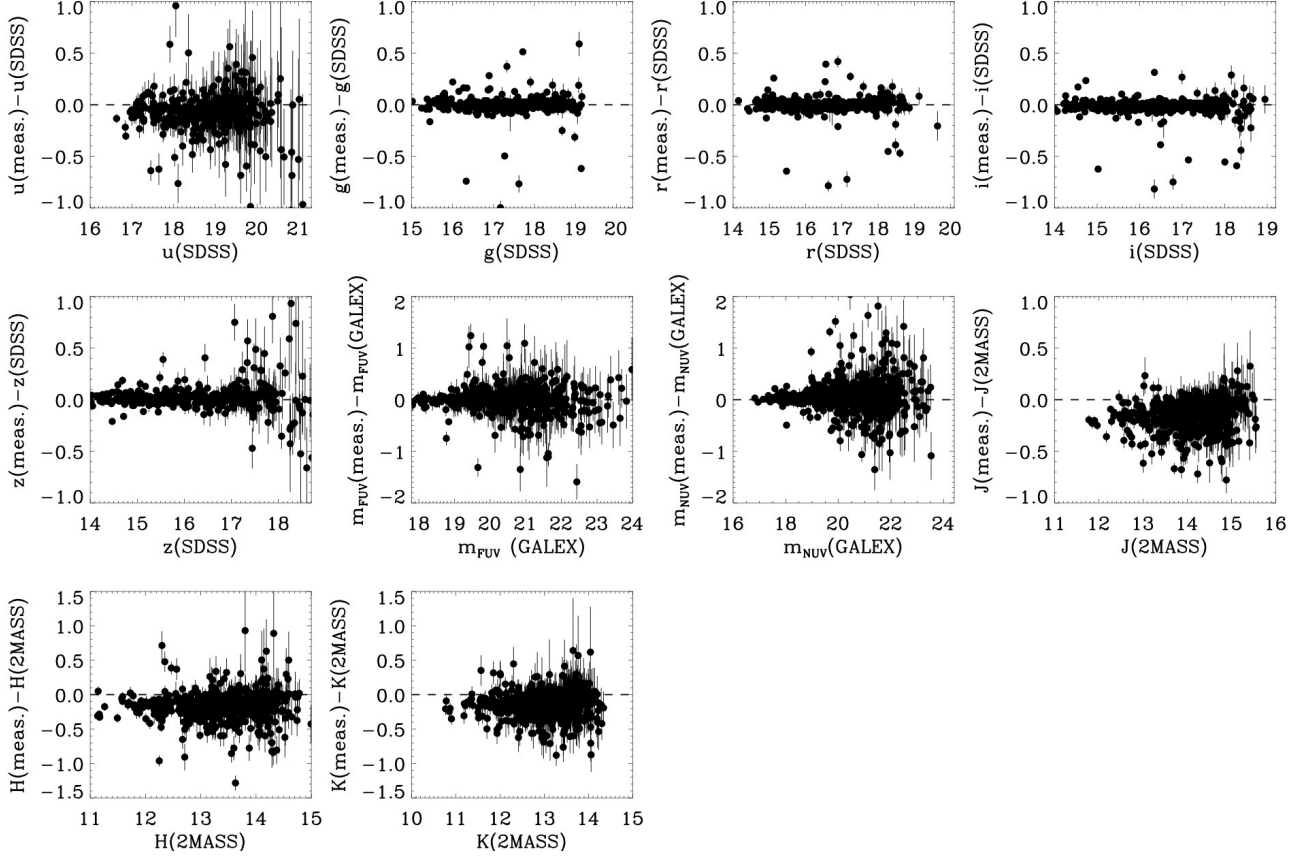 u(meas.)−u(SDSS)
1.0
0.5
0.0
−0.5
−1.0
16 17 18 19 20 21
u(SDSS)
g(meas.)−g(SDSS)
1.0
0.5
0.0
−0.5
−1.0
15 16 17 18 19 20
g(SDSS)
r(meas.)−r(SDSS)
1.0
0.5
0.0
−0.5
−1.0
14 15 16 17 18 19 20
r(SDSS)
i(meas.)−i(SDSS)
1.0
0.5
0.0
−0.5
−1.0
14 15 16 17 18 19
i(SDSS)
z(meas.)−z(SDSS)
1.0
0.5
0.0
−0.5
−1.0
14 15 16 17 18
z(SDSS)
m_FUV(meas.)−m_FUV(GALEX)
2
1
0
−1
−2
18 19 20 21 22 23 24
m_FUV (GALEX)
m_NUV(meas.)−m_NUV(GALEX)
2
1
0
−1
−2
16 18 20 22 24
m_NUV(GALEX)
J(meas.)−J(2MASS)
1.0
0.5
0.0
−0.5
−1.0
11 12 13 14 15 16
J(2MASS)
H(meas.)−H(2MASS)
1.5
1.0
0.5
0.0
−0.5
−1.0
−1.5
11 12 13 14 15
H(2MASS)
K(meas.)−K(2MASS)
1.5
1.0
0.5
0.0
−0.5
−1.0
−1.5
10 11 12 13 14 15
K(2MASS)